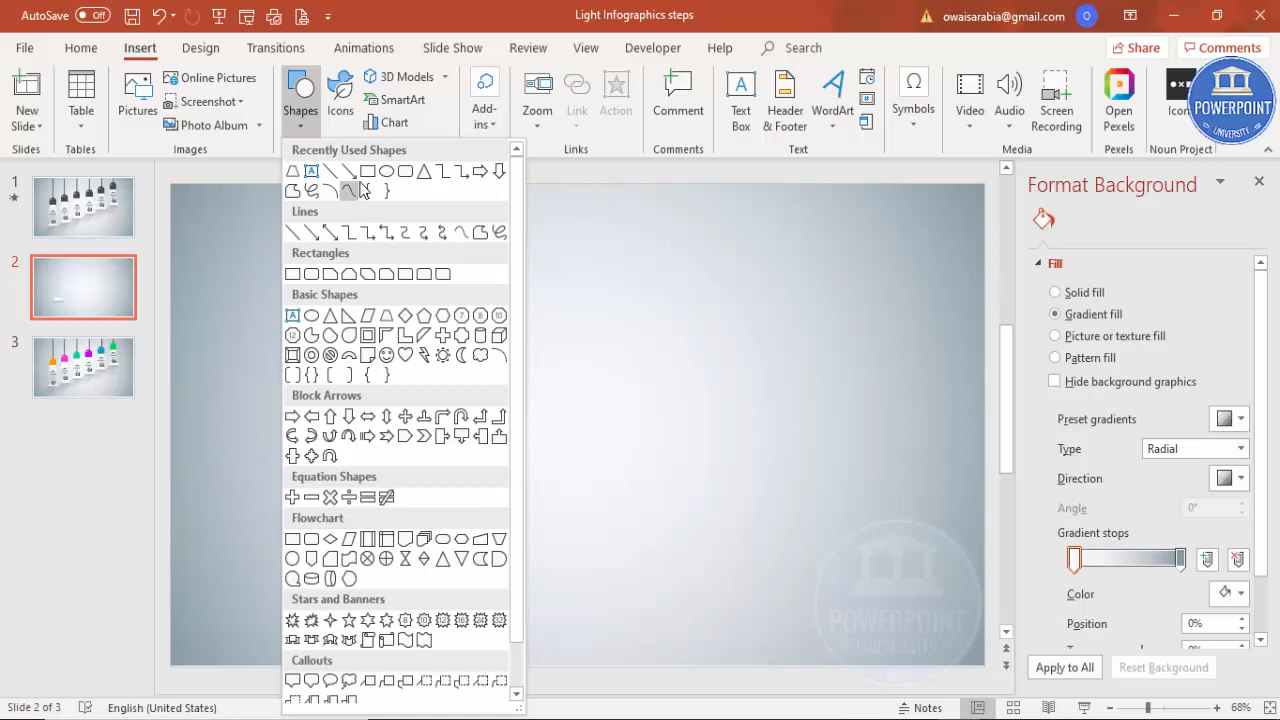 AutoSave Off
Light Infographics steps
owaisarabia@gmail.com
O
File
Home
Insert
Design
Transitions
Animations
Slide Show
Review
View
Developer
Help
Search
Share
Comments
New
Slide
Table
Pictures
Online Pictures
Screenshot
Photo Album
Shapes
Icons
3D Models
SmartArt
Chart
Add-
ins
Zoom
Link
Action
Comment
Text
Box
Header
& Footer
WordArt
Symbols
Video
Audio
Screen
Recording
Open
Pexels
POWERPOINT
UNIVERSITY
Slides
Tables
Images
Links
Comments
Text
Media
Pexels
Noun Project
Recently Used Shapes
Lines
Rectangles
Basic Shapes
Block Arrows
Equation Shapes
Flowchart
Stars and Banners
Callouts
1
2
3
Format Background
Fill
Solid fill
Gradient fill
Picture or texture fill
Pattern fill
Hide background graphics
Preset gradients
Type
Radial
Direction
Angle
0°
Gradient stops
Color
Position
0%
Apply to All
Reset Background
POWERPOINT
UNIVERSITY
Slide 2 of 3
English (United States)
Notes
68%